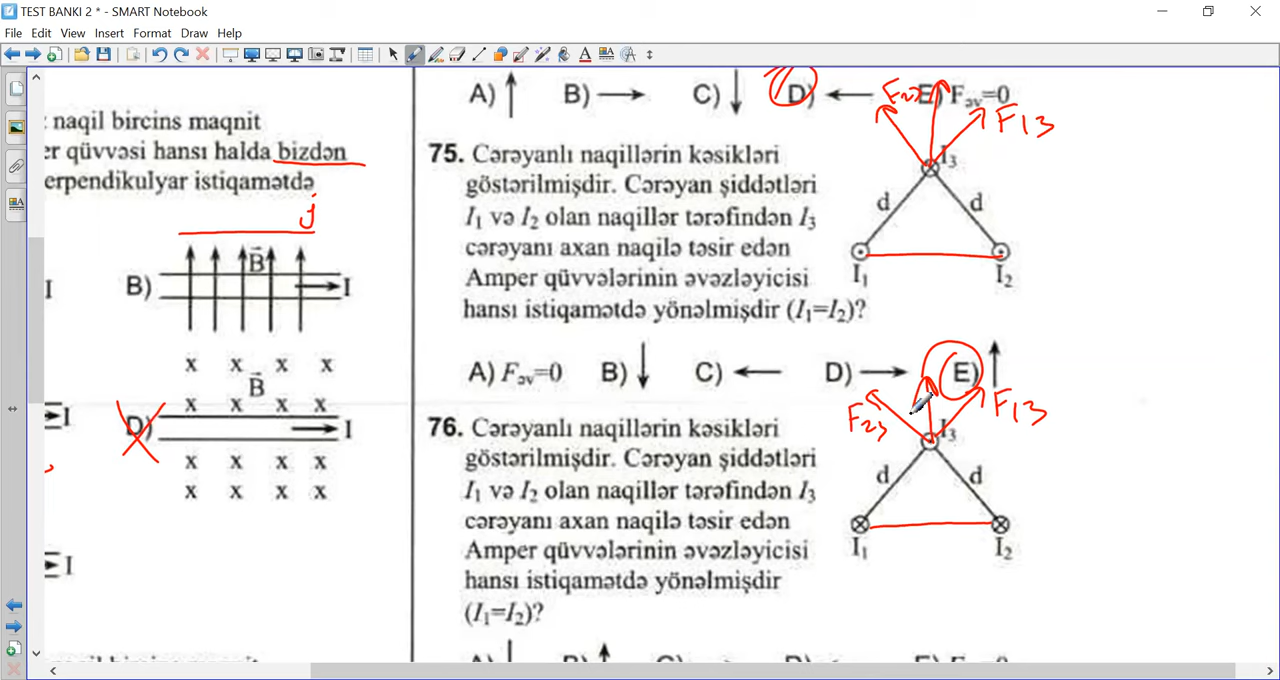 TEST BANKI 2 * - SMART Notebook
File Edit View Insert Format Draw Help
naqil bircins maqnit
er qüvvəsi hansı halda bizdən
erpendikulyar istiqamətdə
j
I
B) B I
x x x x
B
x x x x
I
D) I
x x x x
x x x x
I
A) B) C) D) E) Fəv=0
F23
F13
75. Cərəyanlı naqillərin kəsikləri
göstərilmişdir. Cərəyan şiddətləri
I₁ və I₂ olan naqillər tərəfindən I₃
cərəyanı axan naqilə təsir edən
Amper qüvvələrinin əvəzləyicisi
hansı istiqamətdə yönəlmişdir (I₁=I₂)?
I₃
d d
I₁ I₂
A) Fəv=0 B) C) D) E)
F23
F13
76. Cərəyanlı naqillərin kəsikləri
göstərilmişdir. Cərəyan şiddətləri
I₁ və I₂ olan naqillər tərəfindən I₃
cərəyanı axan naqilə təsir edən
Amper qüvvələrinin əvəzləyicisi
hansı istiqamətdə yönəlmişdir
(I₁=I₂)?
I₃
d d
I₁ I₂